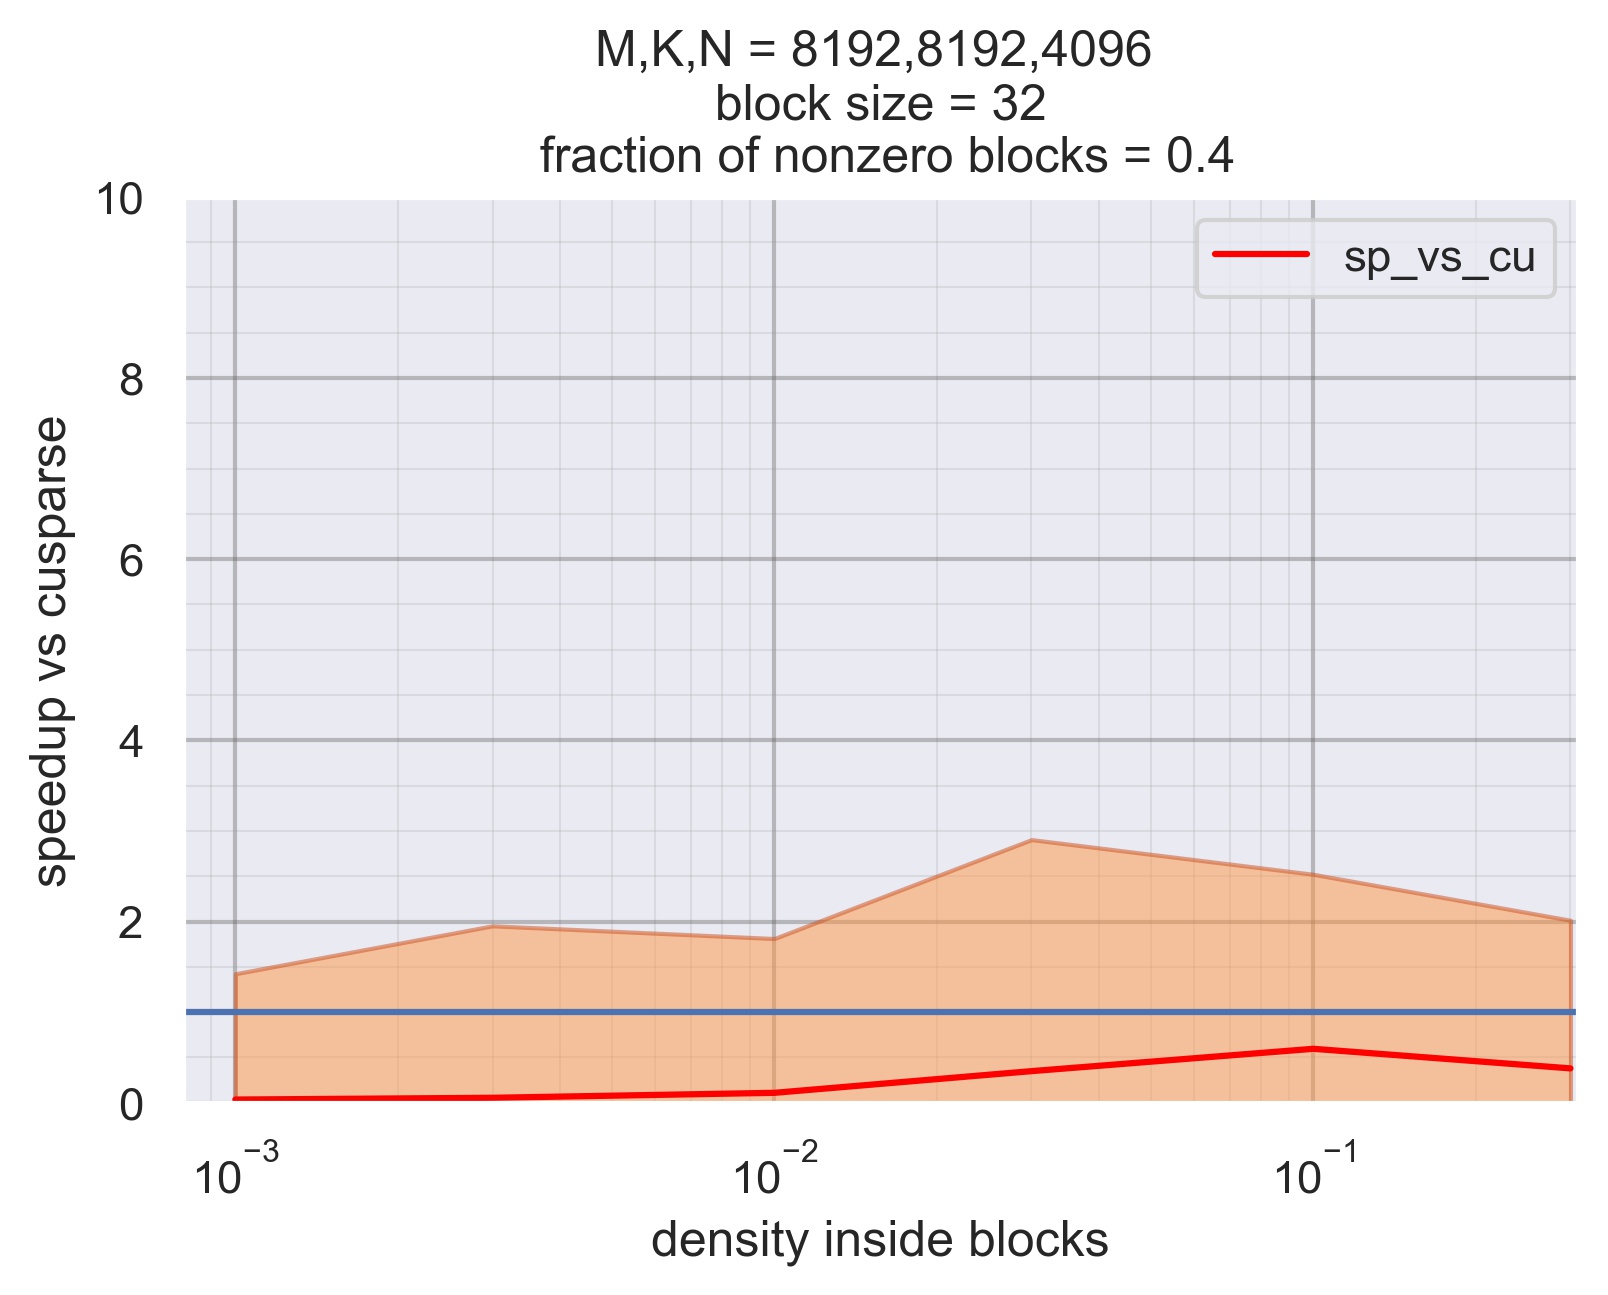 M,K,N = 8192,8192,4096
block size = 32
fraction of nonzero blocks = 0.4
sp_vs_cu
speedup vs cusparse
10
8
6
4
2
0
10⁻³
10⁻²
10⁻¹
density inside blocks